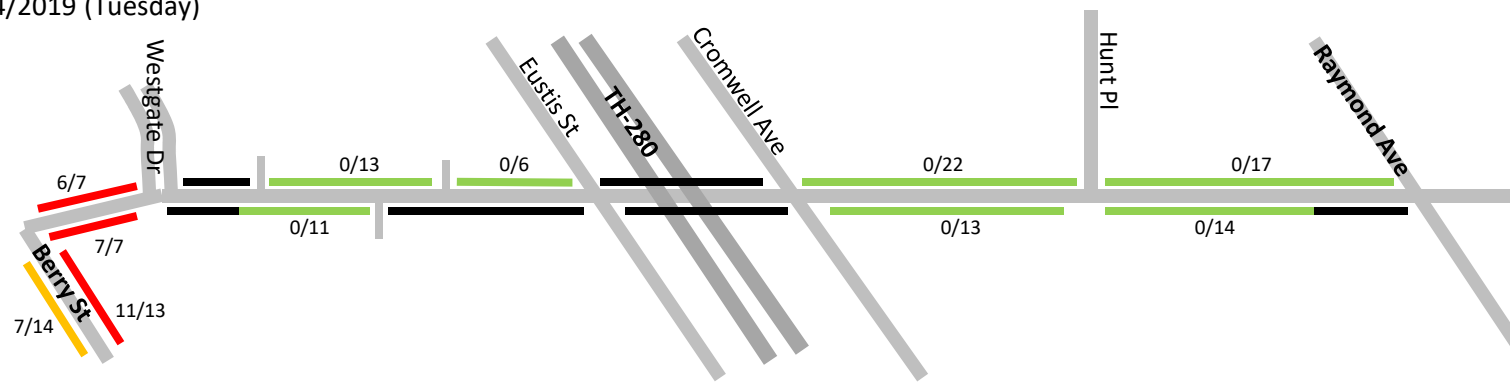 4/2019 (Tuesday)
Westgate Dr
Eustis St
TH-280
Cromwell Ave
Hunt Pl
Raymond Ave
6/7
0/13
0/6
0/22
0/17
7/7
0/11
0/13
0/14
Berry St
7/14
11/13